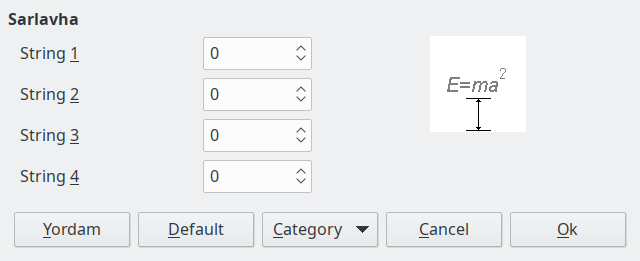 Sarlavha
String 1 0
String 2 0
String 3 0
String 4 0
E=ma²
Yordam Default Category Cancel Ok